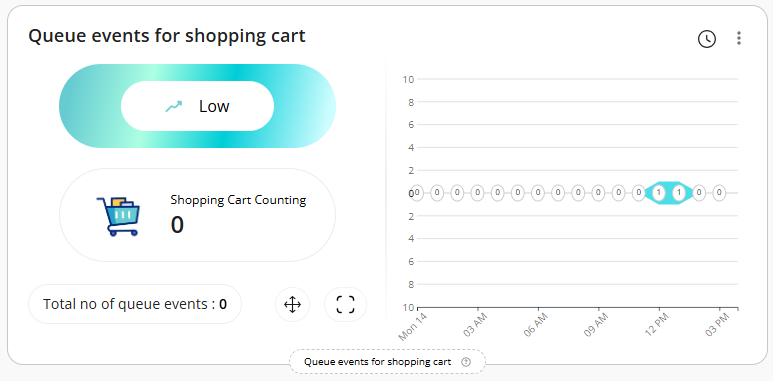 Queue events for shopping cart
Low
Shopping Cart Counting
0
Total no of queue events : 0
10
8
6
4
2
0
2
4
6
8
10
0 0 0 0 0 0 0 0 0 0 0 0 1 1 0 0
Mon 14
03 AM
06 AM
09 AM
12 PM
03 PM
Queue events for shopping cart